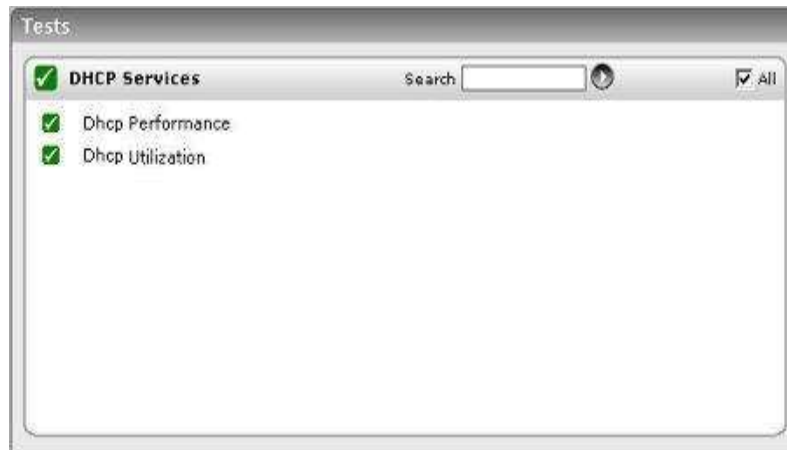 Tests
DHCP Services Search All
Dhcp Performance
Dhcp Utilization